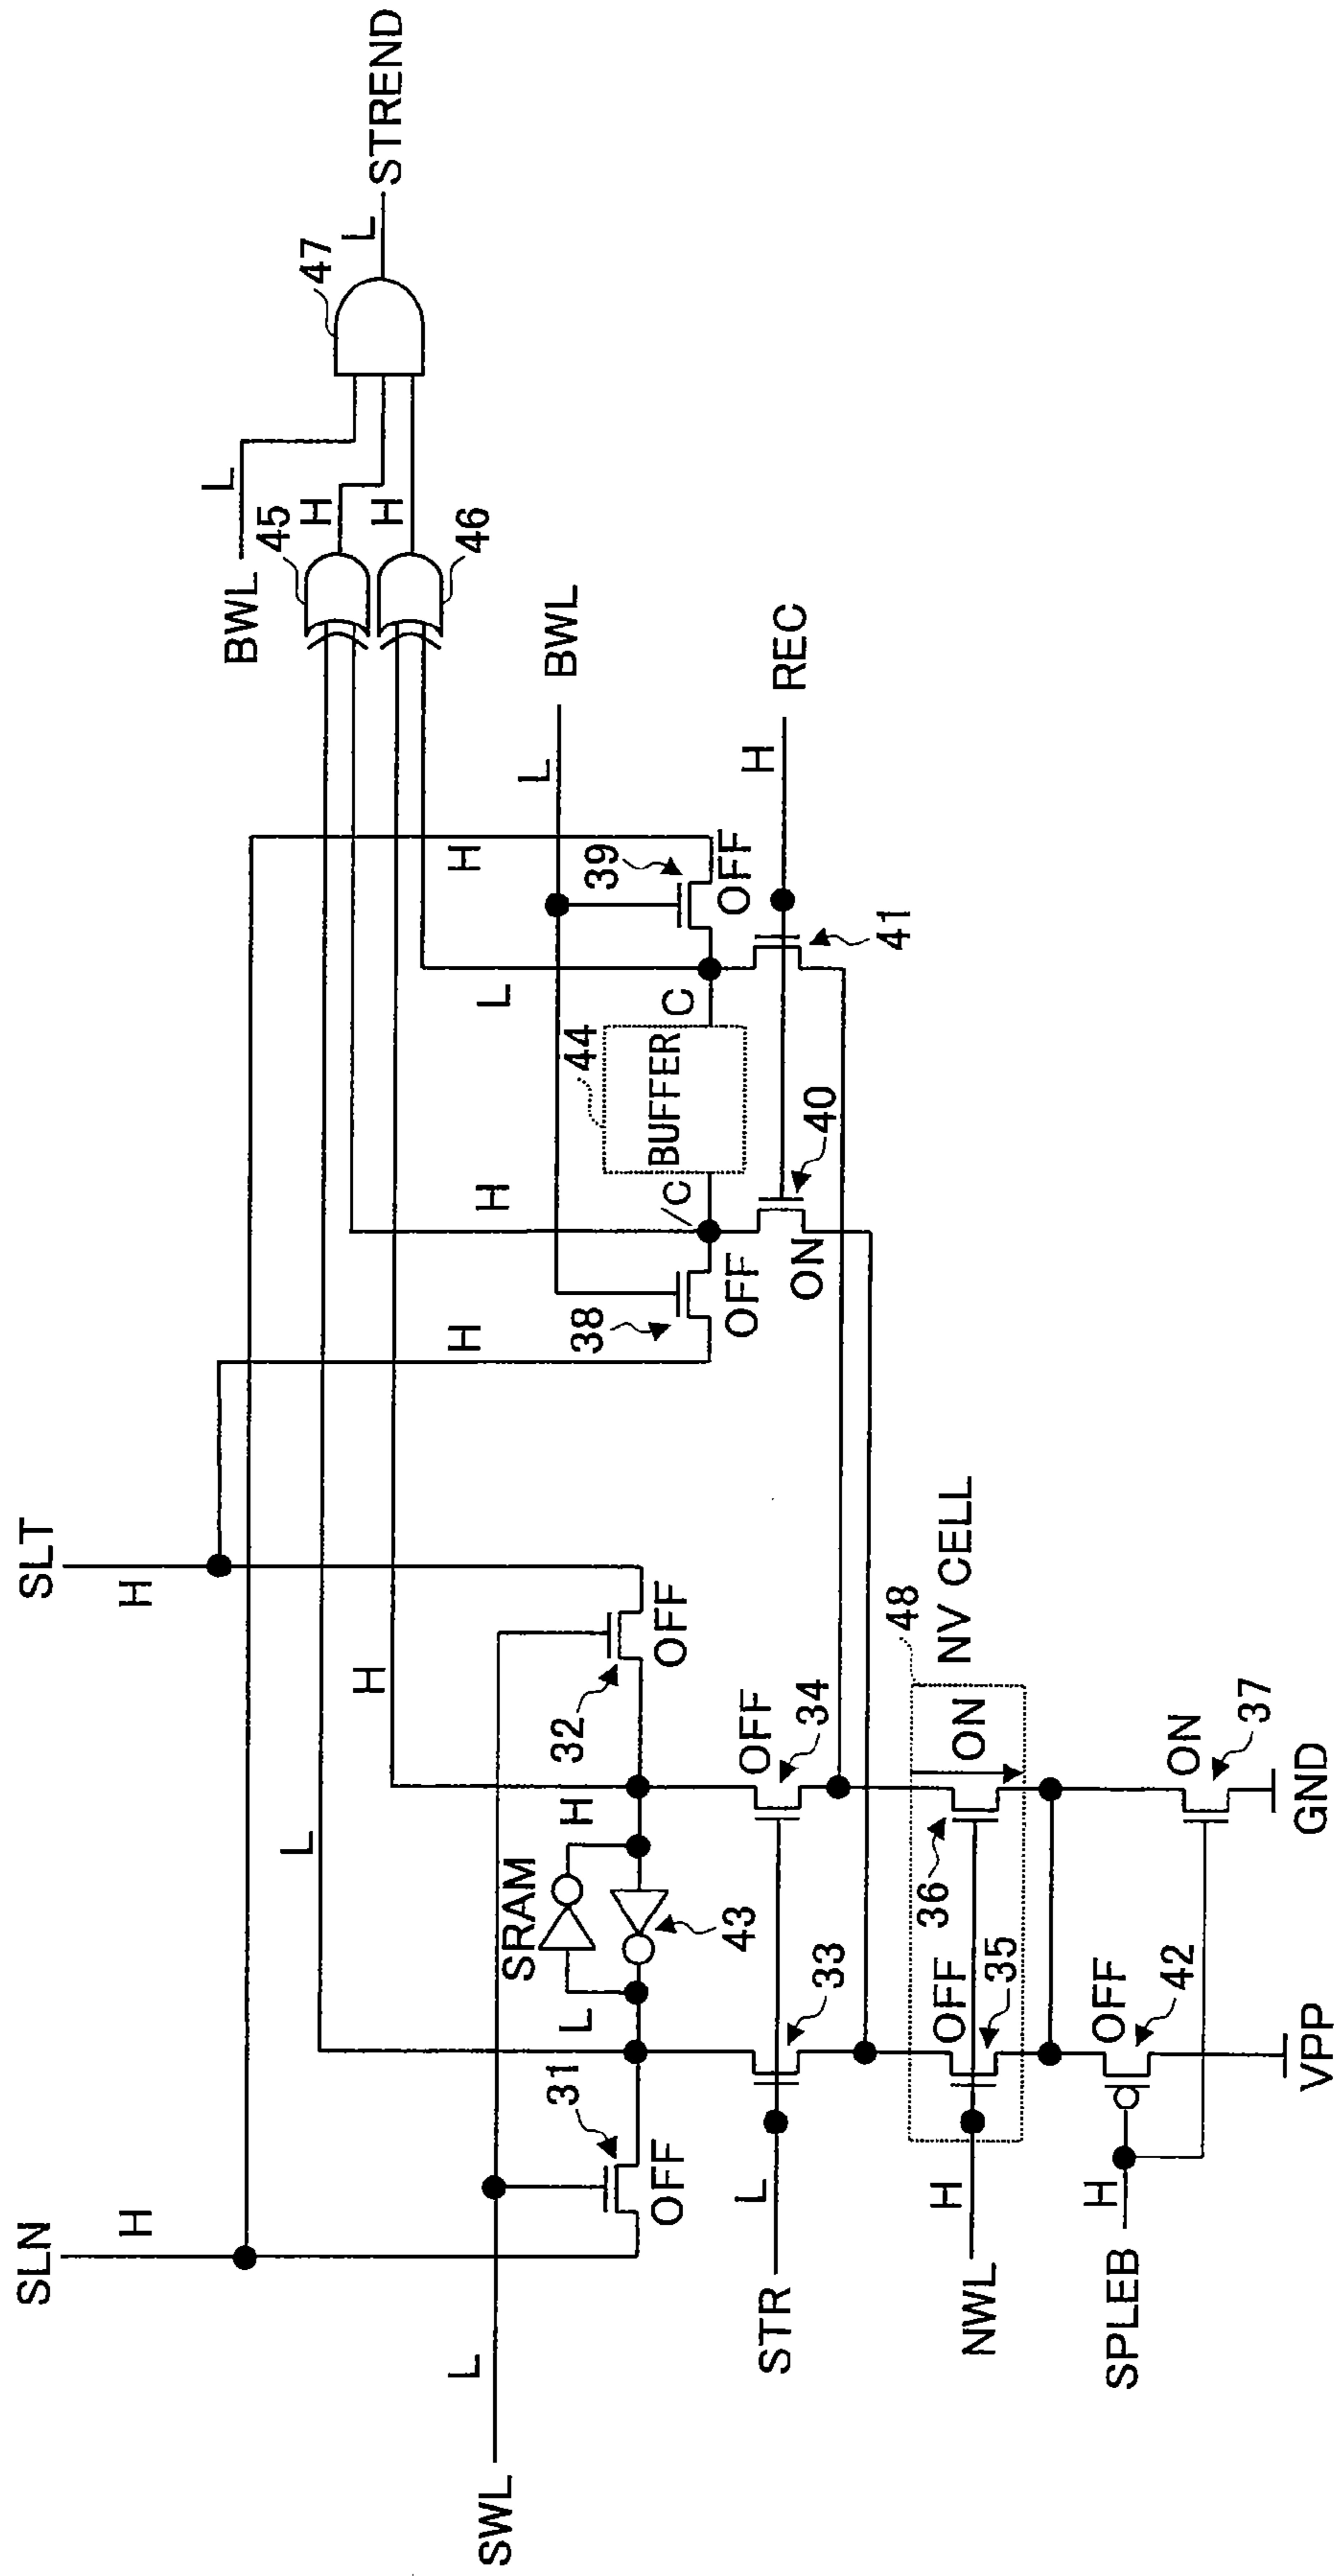 SLN
H
SLT
H
SWL
L
31
OFF
L
SRAM
H
43
32
OFF
L
H
STR
L
33
OFF
34
NWL
H
OFF
35
36
ON
48
NV CELL
SPLEB
H
OFF
42
ON
37
VPP
GND
H
38
OFF
H
/C
44
BUFFER
C
L
H
39
OFF
ON
40
41
BWL
L
REC
H
BWL
L
45
H
H
46
47
L
STREND